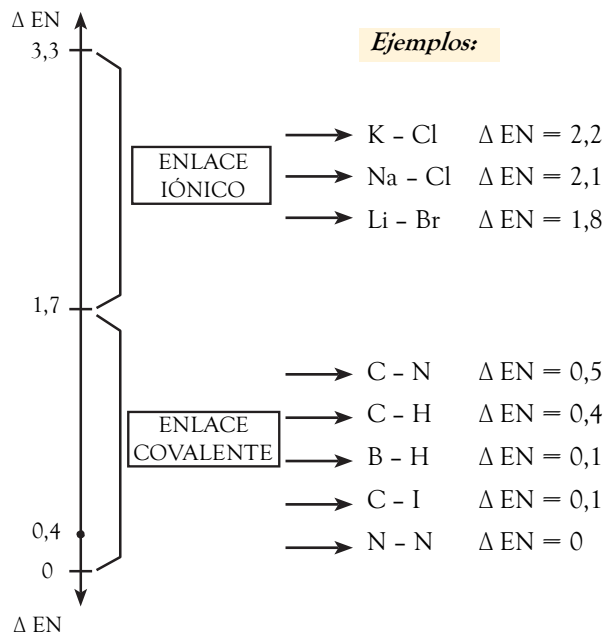 Δ EN
3,3
Ejemplos:
K – Cl Δ EN = 2,2
ENLACE
IÓNICO
Na – Cl Δ EN = 2,1
Li – Br Δ EN = 1,8
1,7
C – N Δ EN = 0,5
C – H Δ EN = 0,4
ENLACE
COVALENTE
B – H Δ EN = 0,1
C – I Δ EN = 0,1
0,4
N – N Δ EN = 0
0
Δ EN